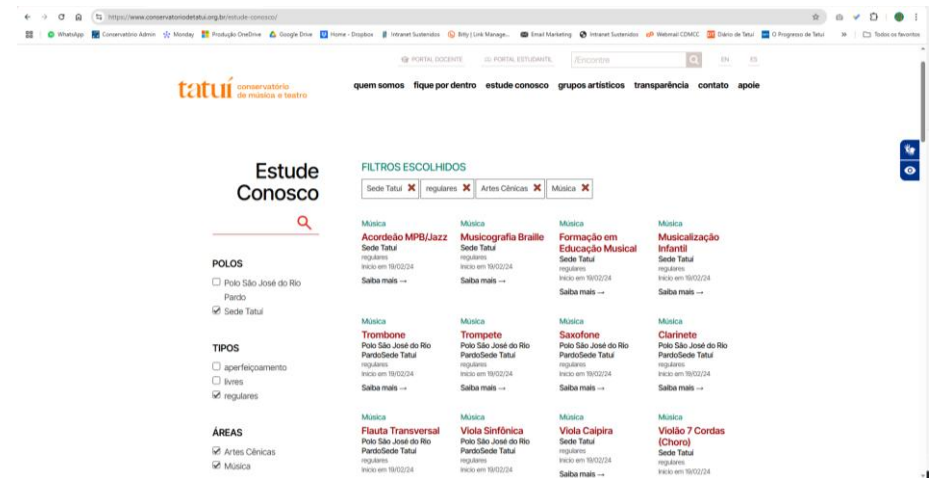 https://www.conservatoriodetatui.org.br/estude-conosco/
WhatsApp Conservatório Admin Monday Produção OneDrive Google Drive Home - Dropbox Intranet Sustenidos Bitly | Link Manage... Email Marketing Intranet Sustenidos Webmail CDMCC Diário de Tatuí O Progresso de Tatuí Todos os favoritos
PORTAL DOCENTE PORTAL ESTUDANTE /Encontre EN ES
tatuí conservatório
de música e teatro
quem somos fique por dentro estude conosco grupos artísticos transparência contato apoie
Estude
Conosco
POLOS
Polo São José do Rio
Pardo
Sede Tatuí
TIPOS
aperfeiçoamento
livres
regulares
ÁREAS
Artes Cênicas
Música
FILTROS ESCOLHIDOS
Sede Tatuí regulares Artes Cênicas Música
Música
Acordeão MPB/Jazz
Sede Tatuí
regulares
Início em 19/02/24
Saiba mais →
Música
Musicografia Braille
Sede Tatuí
regulares
Início em 19/02/24
Saiba mais →
Música
Formação em
Educação Musical
Sede Tatuí
regulares
Início em 19/02/24
Saiba mais →
Música
Musicalização
Infantil
Sede Tatuí
regulares
Início em 19/02/24
Saiba mais →
Música
Trombone
Polo São José do Rio
PardoSede Tatuí
regulares
Início em 19/02/24
Saiba mais →
Música
Trompete
Polo São José do Rio
PardoSede Tatuí
regulares
Início em 19/02/24
Saiba mais →
Música
Saxofone
Polo São José do Rio
PardoSede Tatuí
regulares
Início em 19/02/24
Saiba mais →
Música
Clarinete
Polo São José do Rio
PardoSede Tatuí
regulares
Início em 19/02/24
Saiba mais →
Música
Flauta Transversal
Polo São José do Rio
PardoSede Tatuí
regulares
Início em 19/02/24
Música
Viola Sinfônica
Polo São José do Rio
PardoSede Tatuí
regulares
Início em 19/02/24
Música
Viola Caipira
Sede Tatuí
regulares
Início em 19/02/24
Saiba mais →
Música
Violão 7 Cordas
(Choro)
Sede Tatuí
regulares
Início em 19/02/24